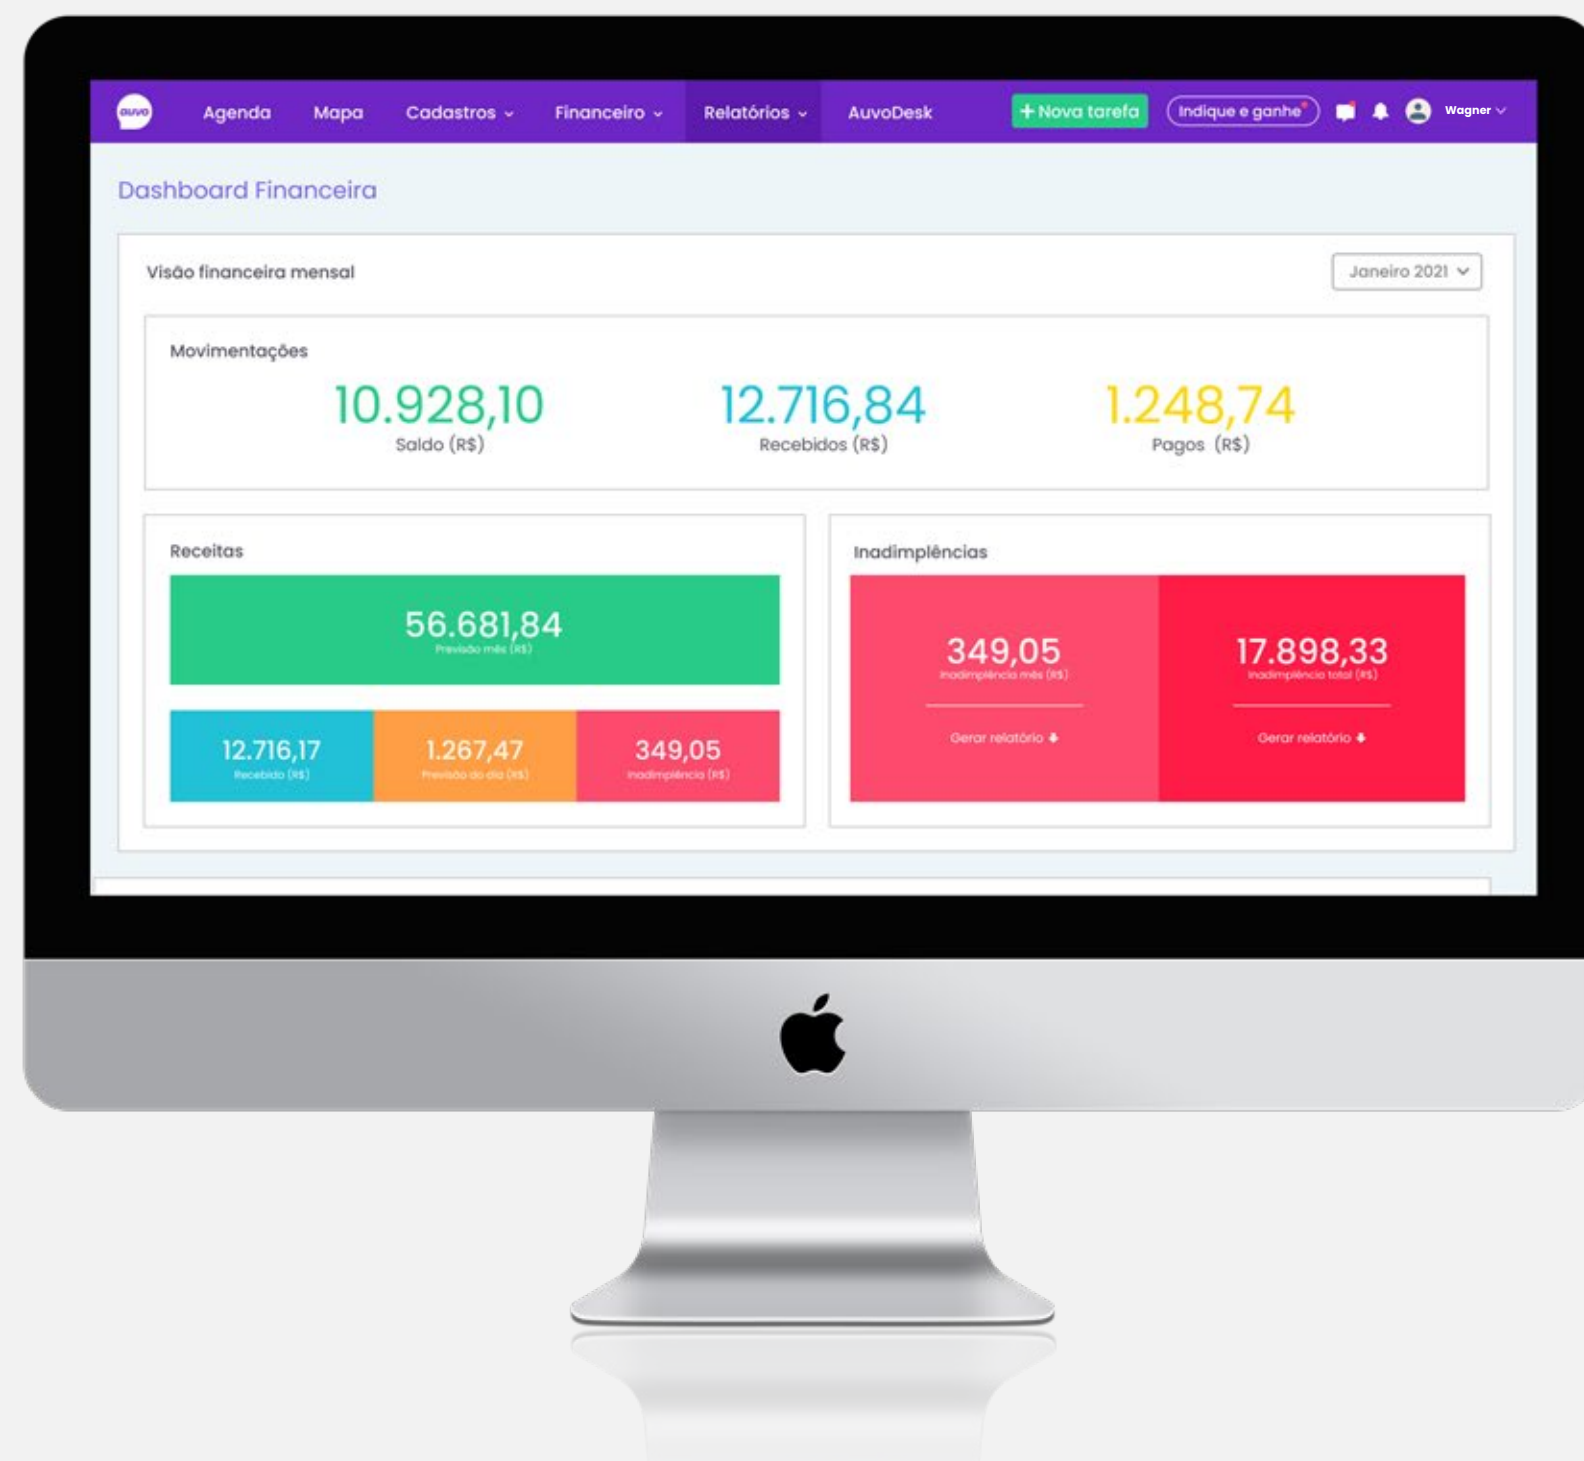 auvo Agenda Mapa Cadastros Financeiro Relatórios AuvoDesk + Nova tarefa Indique e ganhe Wagner
Dashboard Financeira
Visão financeira mensal Janeiro 2021
Movimentações
10.928,10 12.716,84 1.248,74
Saldo (R$) Recebidos (R$) Pagos (R$)
Receitas
56.681,84
Previsão mês (R$)
12.716,17 1.267,47 349,05
Recebido (R$) Previsão do dia (R$) Inadimplência (R$)
Inadimplências
349,05 17.898,33
Inadimplência mês (R$) Inadimplência total (R$)
Gerar relatório Gerar relatório